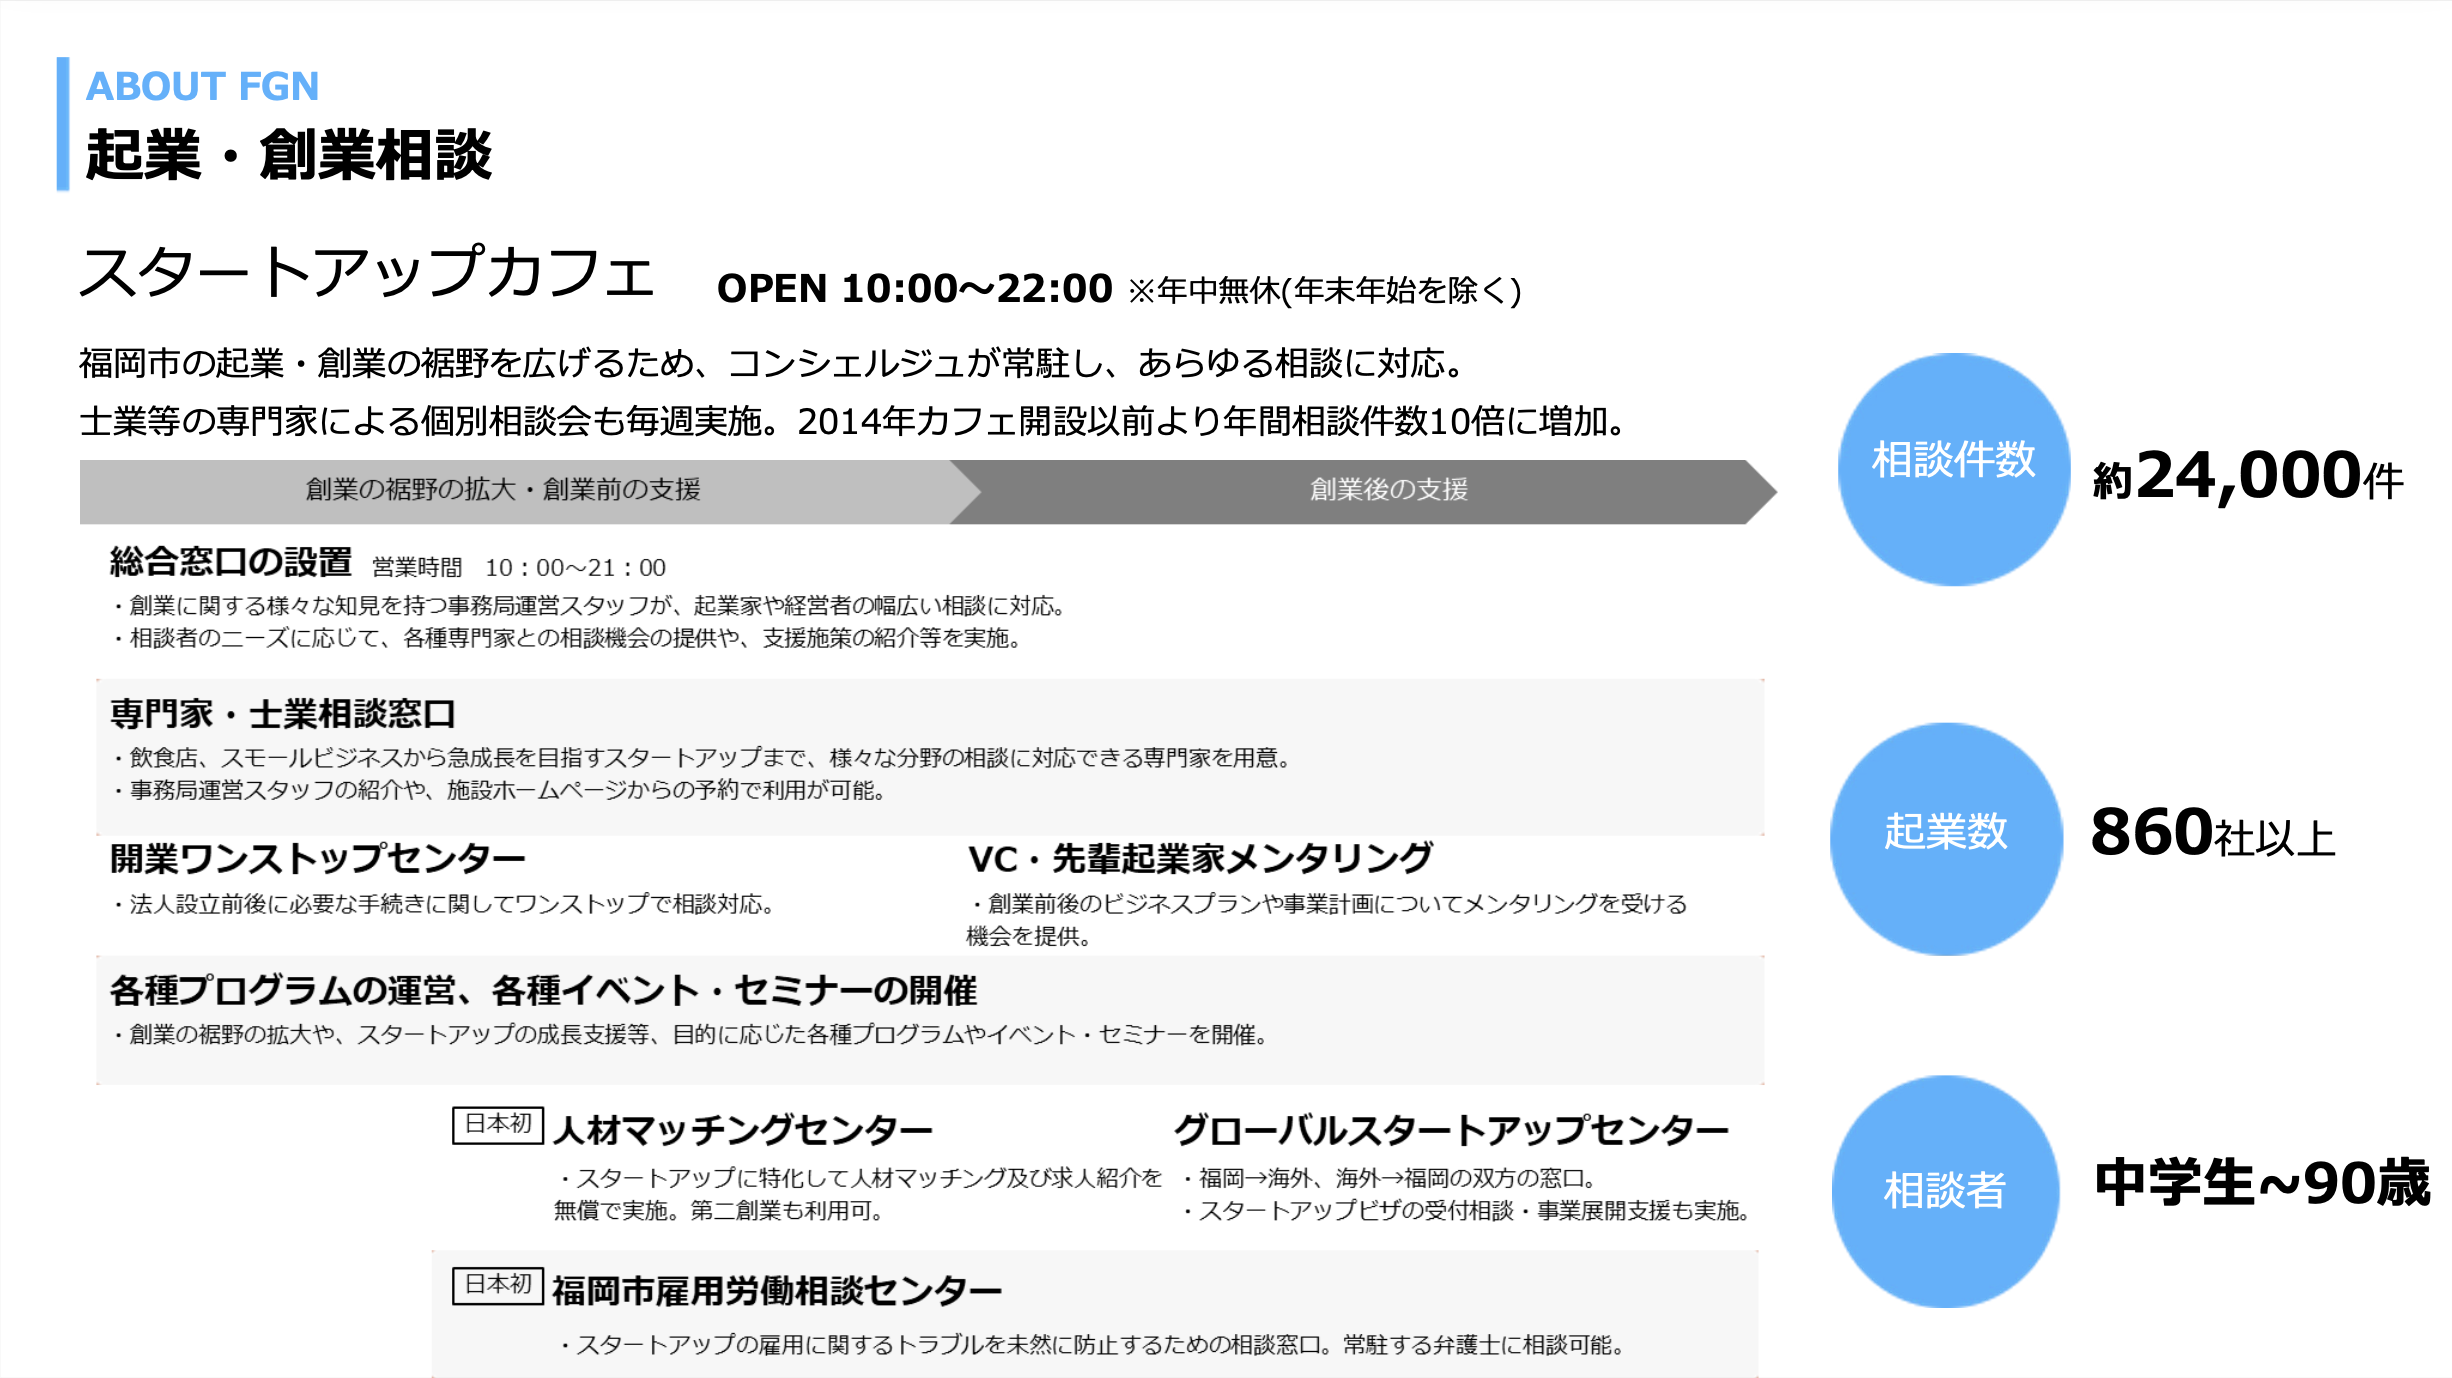 ABOUT FGN
起業・創業相談
スタートアップカフェ OPEN 10:00～22:00 ※年中無休(年末年始を除く)
福岡市の起業・創業の裾野を広げるため、コンシェルジュが常駐し、あらゆる相談に対応。
士業等の専門家による個別相談会も毎週実施。2014年カフェ開設以前より年間相談件数10倍に増加。
創業の裾野の拡大・創業前の支援 創業後の支援
総合窓口の設置 営業時間　10：00～21：00
・創業に関する様々な知見を持つ事務局運営スタッフが、起業家や経営者の幅広い相談に対応。
・相談者のニーズに応じて、各種専門家との相談機会の提供や、支援施策の紹介等を実施。
専門家・士業相談窓口
・飲食店、スモールビジネスから急成長を目指すスタートアップまで、様々な分野の相談に対応できる専門家を用意。
・事務局運営スタッフの紹介や、施設ホームページからの予約で利用が可能。
開業ワンストップセンター
・法人設立前後に必要な手続きに関してワンストップで相談対応。
VC・先輩起業家メンタリング
・創業前後のビジネスプランや事業計画についてメンタリングを受ける
機会を提供。
各種プログラムの運営、各種イベント・セミナーの開催
・創業の裾野の拡大や、スタートアップの成長支援等、目的に応じた各種プログラムやイベント・セミナーを開催。
日本初 人材マッチングセンター
・スタートアップに特化して人材マッチング及び求人紹介を
無償で実施。第二創業も利用可。
グローバルスタートアップセンター
・福岡→海外、海外→福岡の双方の窓口。
・スタートアップビザの受付相談・事業展開支援も実施。
日本初 福岡市雇用労働相談センター
・スタートアップの雇用に関するトラブルを未然に防止するための相談窓口。常駐する弁護士に相談可能。
相談件数 約24,000件
起業数 860社以上
相談者 中学生~90歳